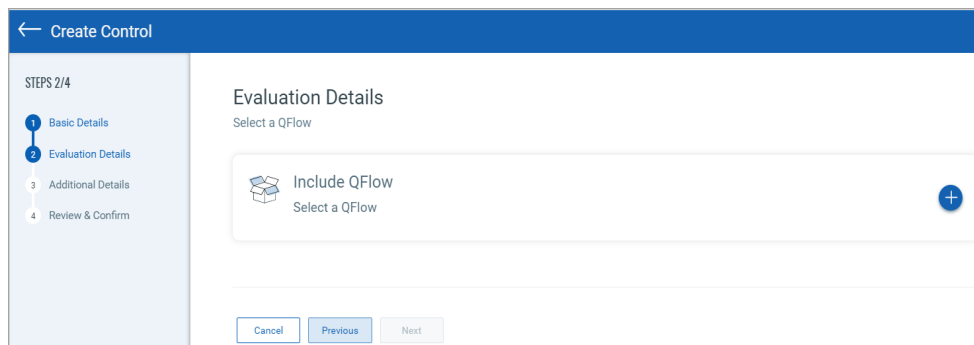 Create Control
STEPS 2/4
1 Basic Details
2 Evaluation Details
3 Additional Details
4 Review & Confirm
Evaluation Details
Select a QFlow
Include QFlow
Select a QFlow
Cancel Previous Next